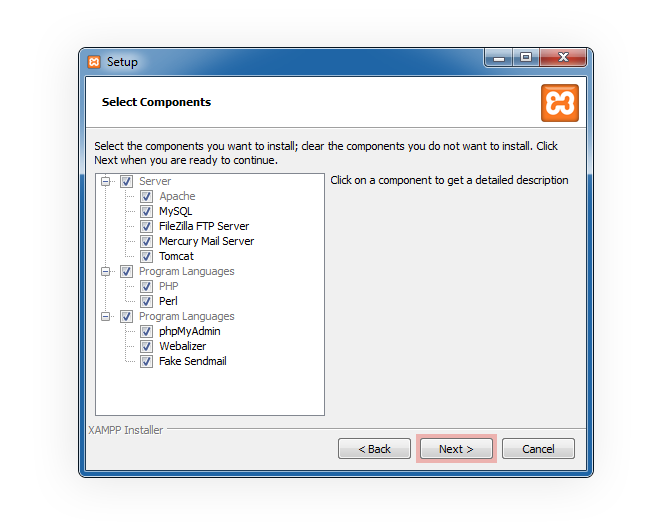 Setup
Select Components
Select the components you want to install; clear the components you do not want to install. Click
Next when you are ready to continue.
Server
Apache
MySQL
FileZilla FTP Server
Mercury Mail Server
Tomcat
Program Languages
PHP
Perl
Program Languages
phpMyAdmin
Webalizer
Fake Sendmail
Click on a component to get a detailed description
XAMPP Installer
< Back
Next >
Cancel